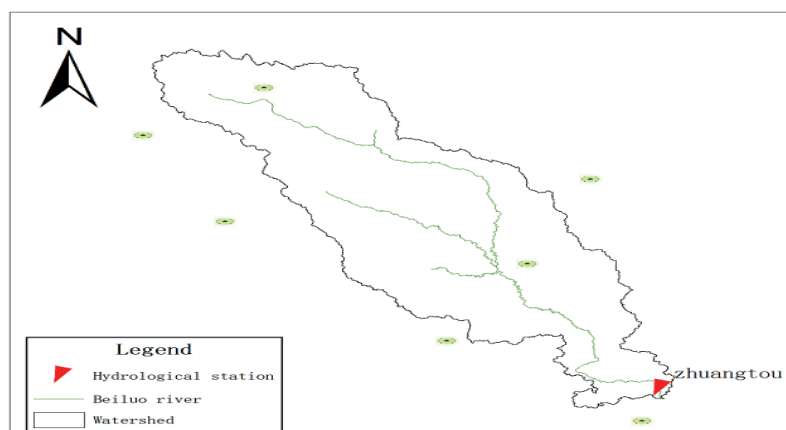 N
zhuangtou
Legend
Hydrological station
Beiluo river
Watershed